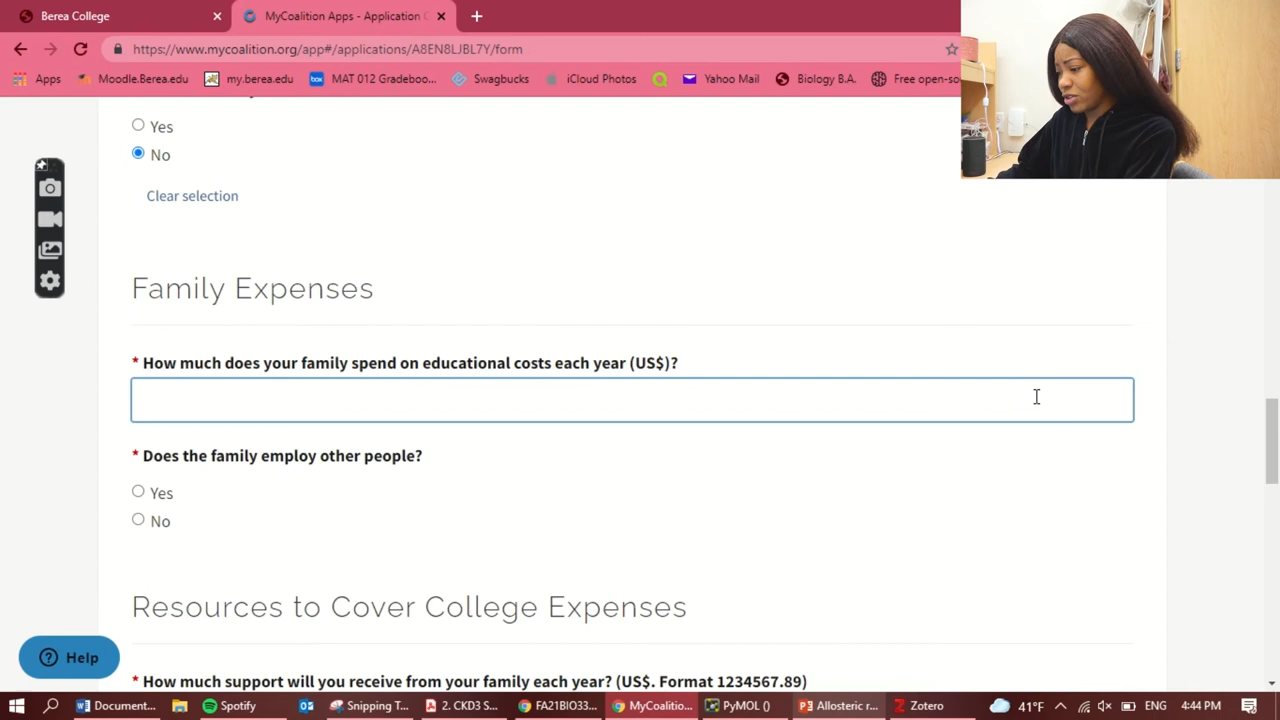 Berea College
MyCoalition Apps - Application
https://www.mycoalition.org/app#/applications/A8EN8LJBL7Y/form
Apps Moodle.Berea.edu my.berea.edu MAT 012 Gradeboo... Swagbucks iCloud Photos Yahoo Mail Biology B.A. Free open-so
Yes
No
Clear selection
Family Expenses
* How much does your family spend on educational costs each year (US$)?
* Does the family employ other people?
Yes
No
Resources to Cover College Expenses
Help
* How much support will you receive from your family each year? (US$. Format 1234567.89)
Document... Spotify Snipping T... 2. CKD3 S... FA21BIO33... MyCoalitio... PyMOL () Allosteric r... Zotero 41°F ENG 4:44 PM